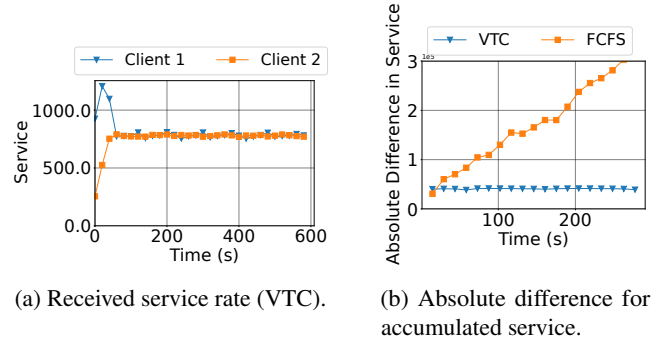 Client 1 Client 2
1000.0
500.0
0.0
0 200 400 600
Service
Time (s)
(a) Received service rate (VTC).
VTC FCFS
1e5
3
2
1
0
100 200
Absolute Difference in Service
Time (s)
(b) Absolute difference for
accumulated service.